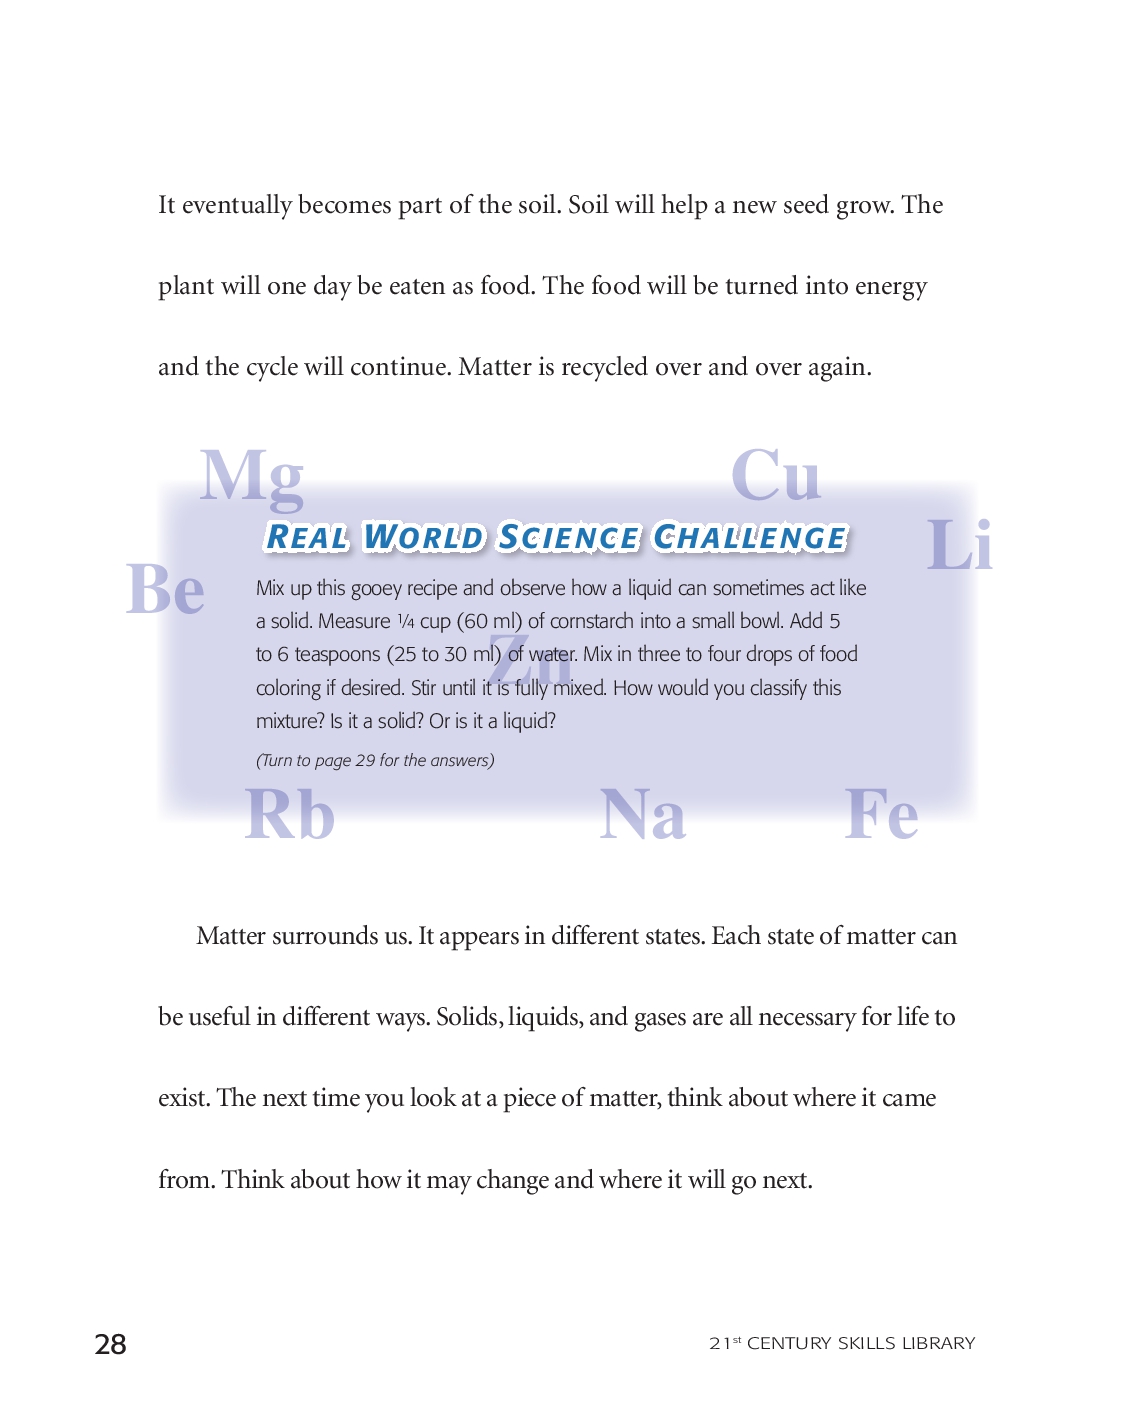 It eventually becomes part of the soil. Soil will help a new seed grow. The
plant will one day be eaten as food. The food will be turned into energy
and the cycle will continue. Matter is recycled over and over again.
Mg
Cu
Li
REAL WORLD SCIENCE CHALLENGE
Be
Mix up this gooey recipe and observe how a liquid can sometimes act like
a solid. Measure ¼ cup (60 ml) of cornstarch into a small bowl. Add 5
to 6 teaspoons (25 to 30 ml) of water. Mix in three to four drops of food
Zn
coloring if desired. Stir until it is fully mixed. How would you classify this
mixture? Is it a solid? Or is it a liquid?
(Turn to page 29 for the answers)
Rb
Na
Fe
Matter surrounds us. It appears in different states. Each state of matter can
be useful in different ways. Solids, liquids, and gases are all necessary for life to
exist. The next time you look at a piece of matter, think about where it came
from. Think about how it may change and where it will go next.
28
21st CENTURY SKILLS LIBRARY